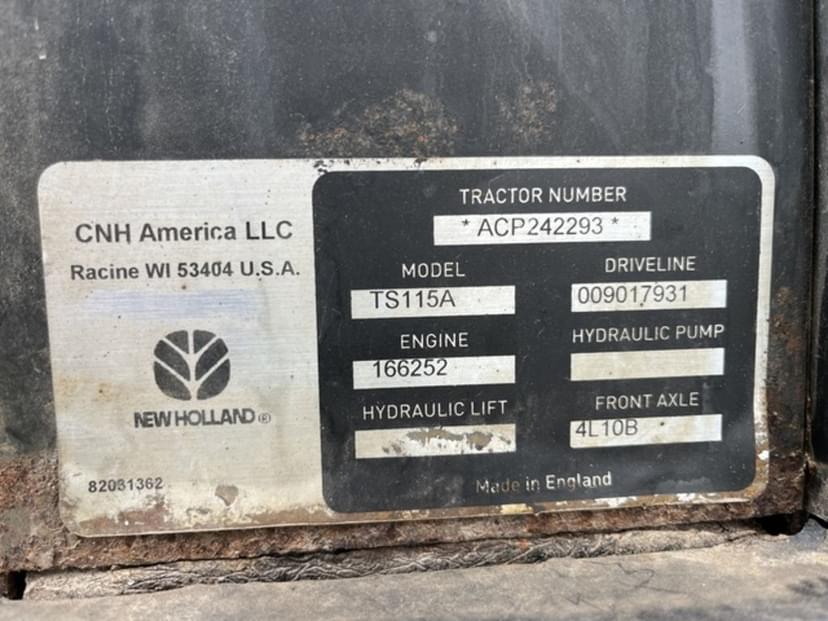 CNH America LLC
Racine WI 53404 U.S.A.
NEW HOLLAND®
82031362
TRACTOR NUMBER
* ACP242293 *
MODEL
TS115A
DRIVELINE
009017931
ENGINE
166252
HYDRAULIC PUMP
HYDRAULIC LIFT
FRONT AXLE
4L10B
Made in England